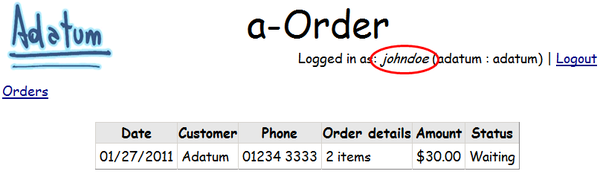 Adatum
a-Order
Logged in as: johndoe (adatum : adatum) | Logout
Orders
Date Customer Phone Order details Amount Status
01/27/2011 Adatum 01234 3333 2 items $30.00 Waiting